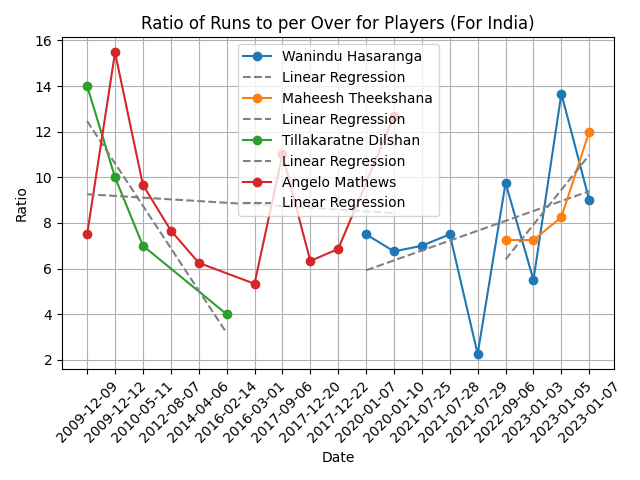 Ratio of Runs to per Over for Players (For India)
16
14
12
10
8
6
4
2
Ratio
Wanindu Hasaranga
Linear Regression
Maheesh Theekshana
Linear Regression
Tillakaratne Dilshan
Linear Regression
Angelo Mathews
Linear Regression
2009-12-09
2009-12-12
2010-05-11
2012-08-07
2014-04-06
2016-02-14
2016-03-01
2017-09-06
2017-12-20
2017-12-22
2020-01-07
2020-01-10
2021-07-25
2021-07-28
2021-07-29
2022-09-06
2023-01-03
2023-01-05
2023-01-07
Date